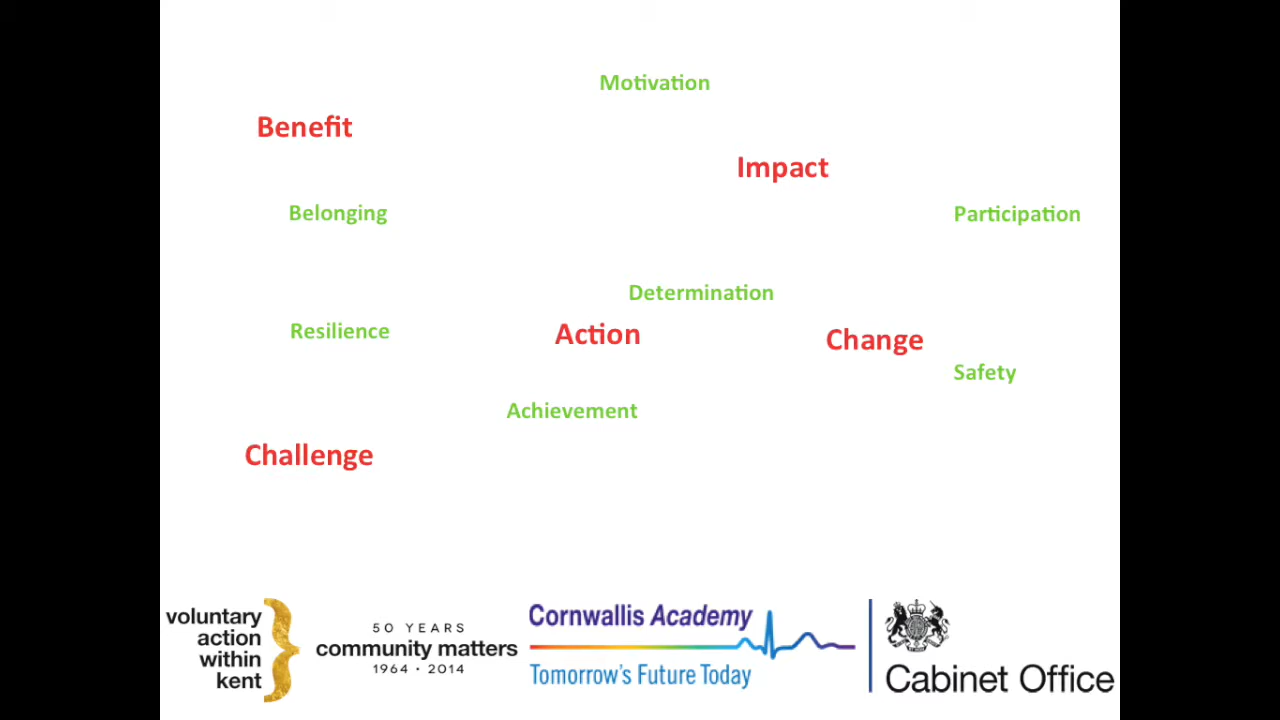 Motivation
Benefit
Impact
Belonging
Participation
Determination
Resilience
Action
Change
Safety
Achievement
Challenge
voluntary
action
within
kent
50 YEARS
community matters
1964 · 2014
Cornwallis Academy
Tomorrow's Future Today
Cabinet Office